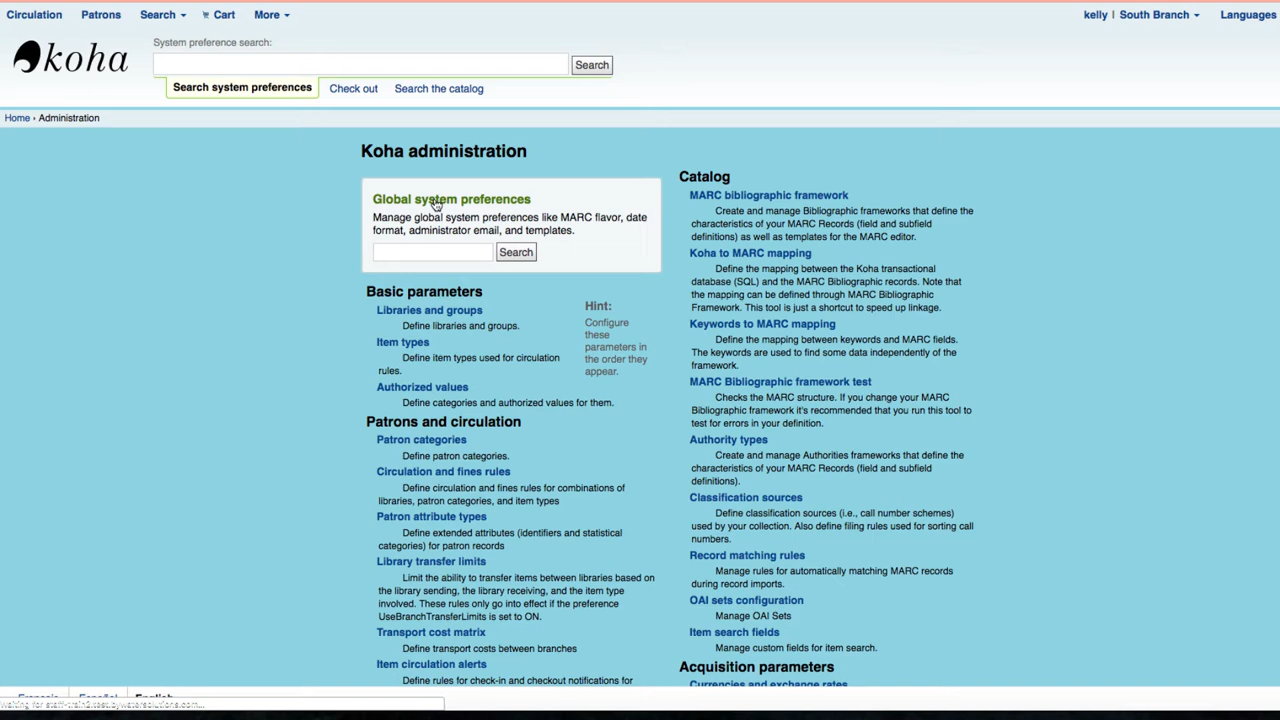 Circulation Patrons Search Cart More kelly | South Branch Languages
System preference search:
koha
Search
Search system preferences Check out Search the catalog
Home › Administration
Koha administration
Global system preferences
Manage global system preferences like MARC flavor, date
format, administrator email, and templates.
Search
Basic parameters
Libraries and groups
Define libraries and groups.
Item types
Define item types used for circulation
rules.
Authorized values
Define categories and authorized values for them.
Hint:
Configure
these
parameters in
the order they
appear.
Patrons and circulation
Patron categories
Define patron categories.
Circulation and fines rules
Define circulation and fines rules for combinations of
libraries, patron categories, and item types
Patron attribute types
Define extended attributes (identifiers and statistical
categories) for patron records
Library transfer limits
Limit the ability to transfer items between libraries based on
the library sending, the library receiving, and the item type
involved. These rules only go into effect if the preference
UseBranchTransferLimits is set to ON.
Transport cost matrix
Define transport costs between branches
Item circulation alerts
Define rules for check-in and checkout notifications for
Catalog
MARC bibliographic framework
Create and manage Bibliographic frameworks that define the
characteristics of your MARC Records (field and subfield
definitions) as well as templates for the MARC editor.
Koha to MARC mapping
Define the mapping between the Koha transactional
database (SQL) and the MARC Bibliographic records. Note that
the mapping can be defined through MARC Bibliographic
Framework. This tool is just a shortcut to speed up linkage.
Keywords to MARC mapping
Define the mapping between keywords and MARC fields.
The keywords are used to find some data independently of the
framework.
MARC Bibliographic framework test
Checks the MARC structure. If you change your MARC
Bibliographic framework it's recommended that you run this tool to
test for errors in your definition.
Authority types
Create and manage Authorities frameworks that define the
characteristics of your MARC Records (field and subfield
definitions).
Classification sources
Define classification sources (i.e., call number schemes)
used by your collection. Also define filing rules used for sorting call
numbers.
Record matching rules
Manage rules for automatically matching MARC records
during record imports.
OAI sets configuration
Manage OAI Sets
Item search fields
Manage custom fields for item search.
Acquisition parameters
Currencies and exchange rates
Français Español English